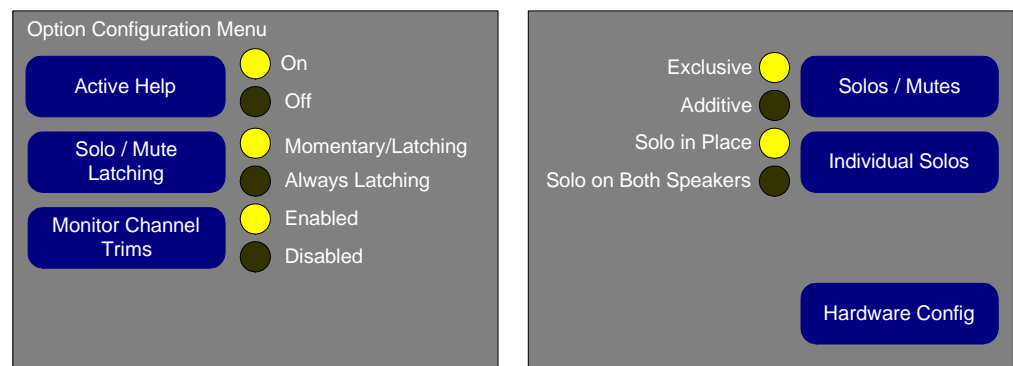 Option Configuration Menu
Active Help
On
Off
Solo / Mute
Latching
Momentary/Latching
Always Latching
Monitor Channel
Trims
Enabled
Disabled
Exclusive
Additive
Solos / Mutes
Solo in Place
Solo on Both Speakers
Individual Solos
Hardware Config